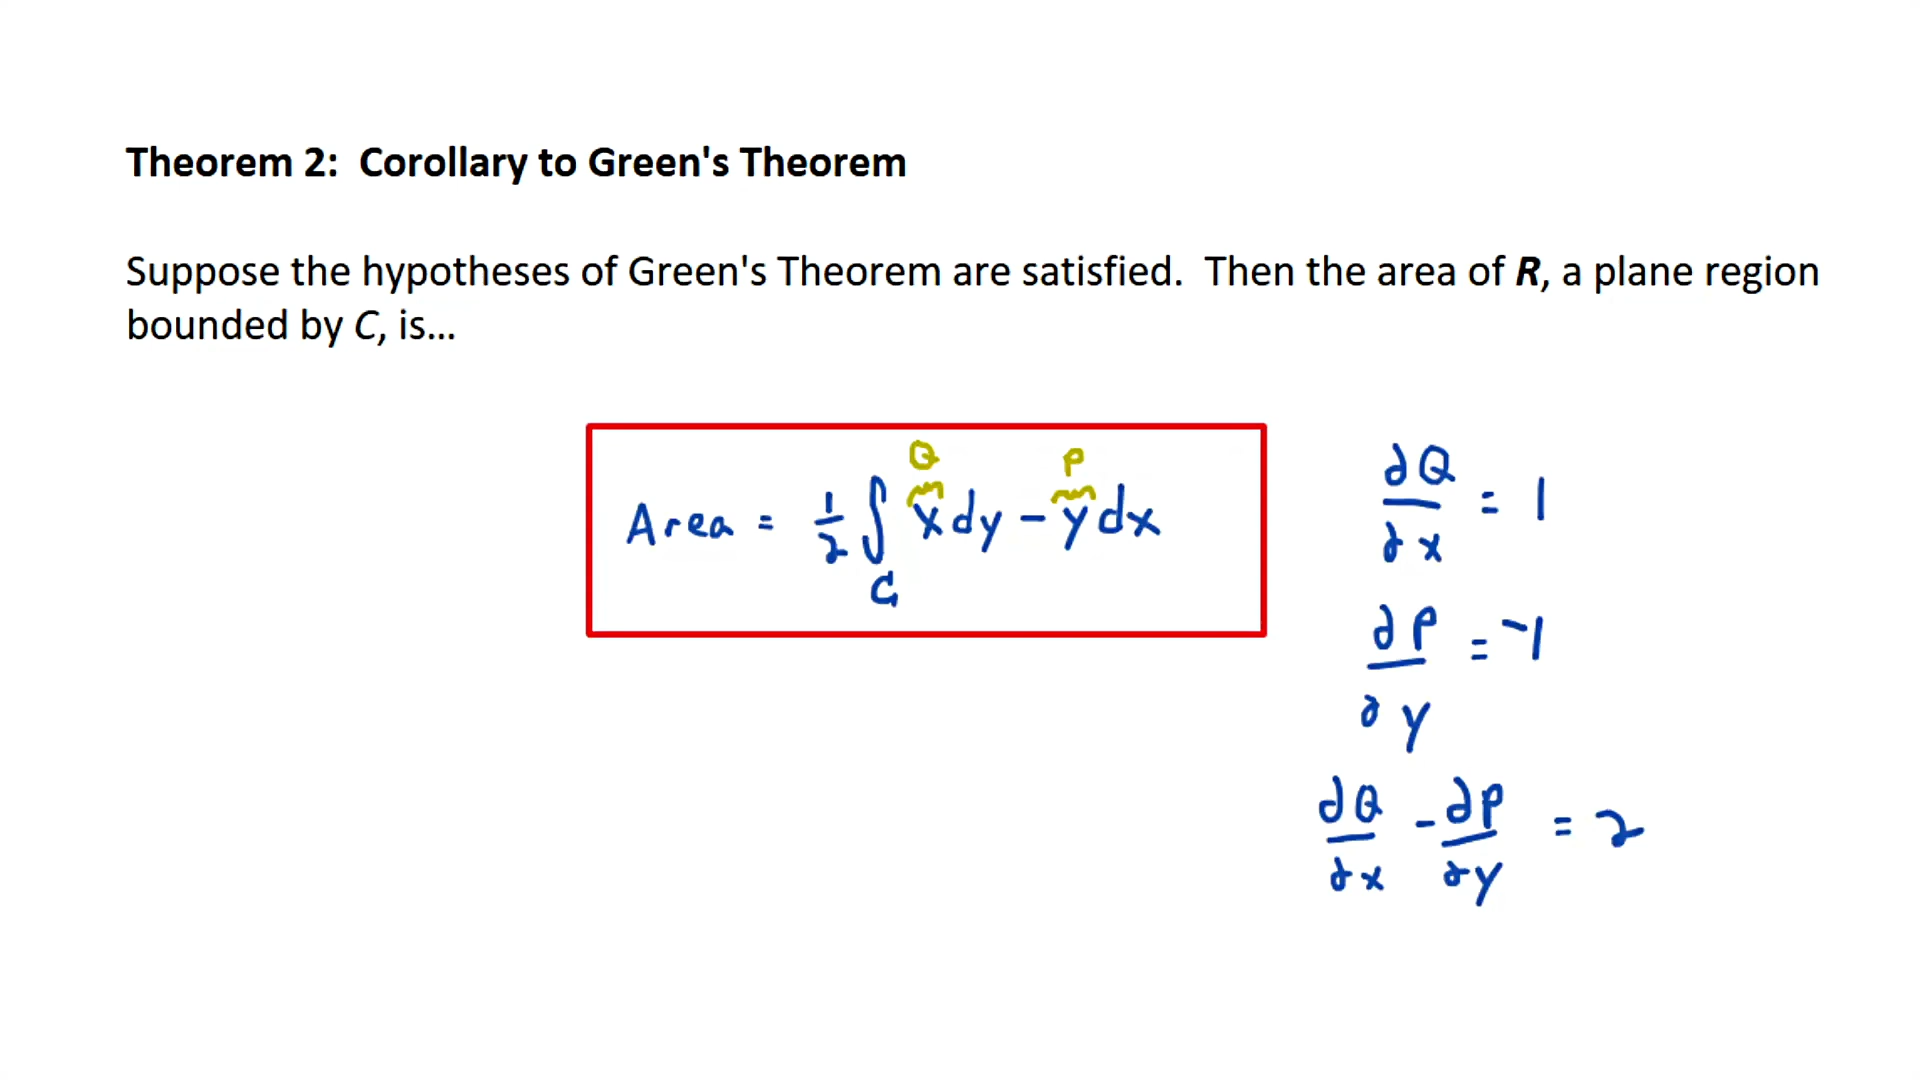 Theorem 2: Corollary to Green's Theorem
Suppose the hypotheses of Green's Theorem are satisfied. Then the area of R, a plane region
bounded by C, is...
Q P
Area = 1/2 ∫_C x dy - y dx
∂Q/∂x = 1
∂P/∂y = -1
∂Q/∂x - ∂P/∂y = 2